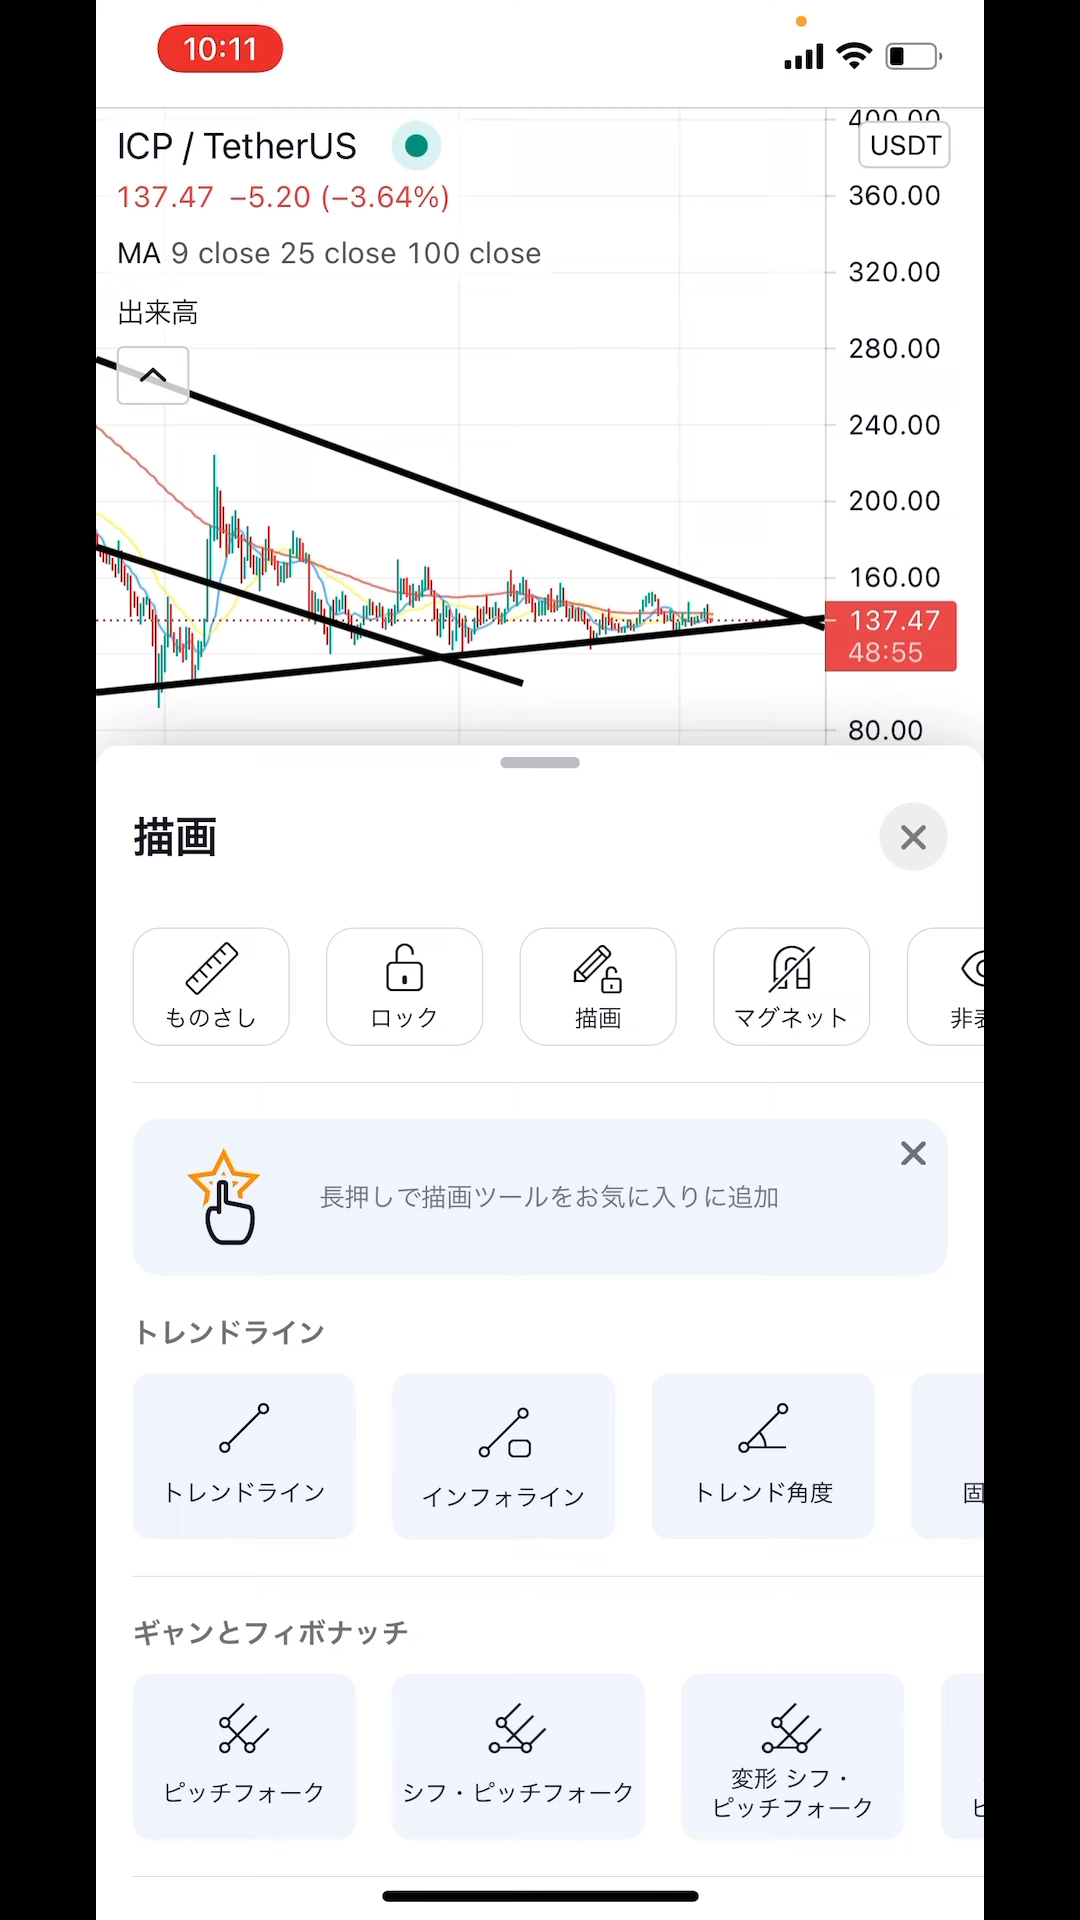 10:11
400.00
ICP / TetherUS
USDT
137.47 −5.20 (−3.64%)
360.00
MA 9 close 25 close 100 close
320.00
出来高
280.00
240.00
200.00
160.00
137.47
48:55
80.00
描画
ものさし
ロック
描画
マグネット
非表
長押しで描画ツールをお気に入りに追加
トレンドライン
トレンドライン
インフォライン
トレンド角度
固
ギャンとフィボナッチ
ピッチフォーク
シフ・ピッチフォーク
変形 シフ・
ピッチフォーク